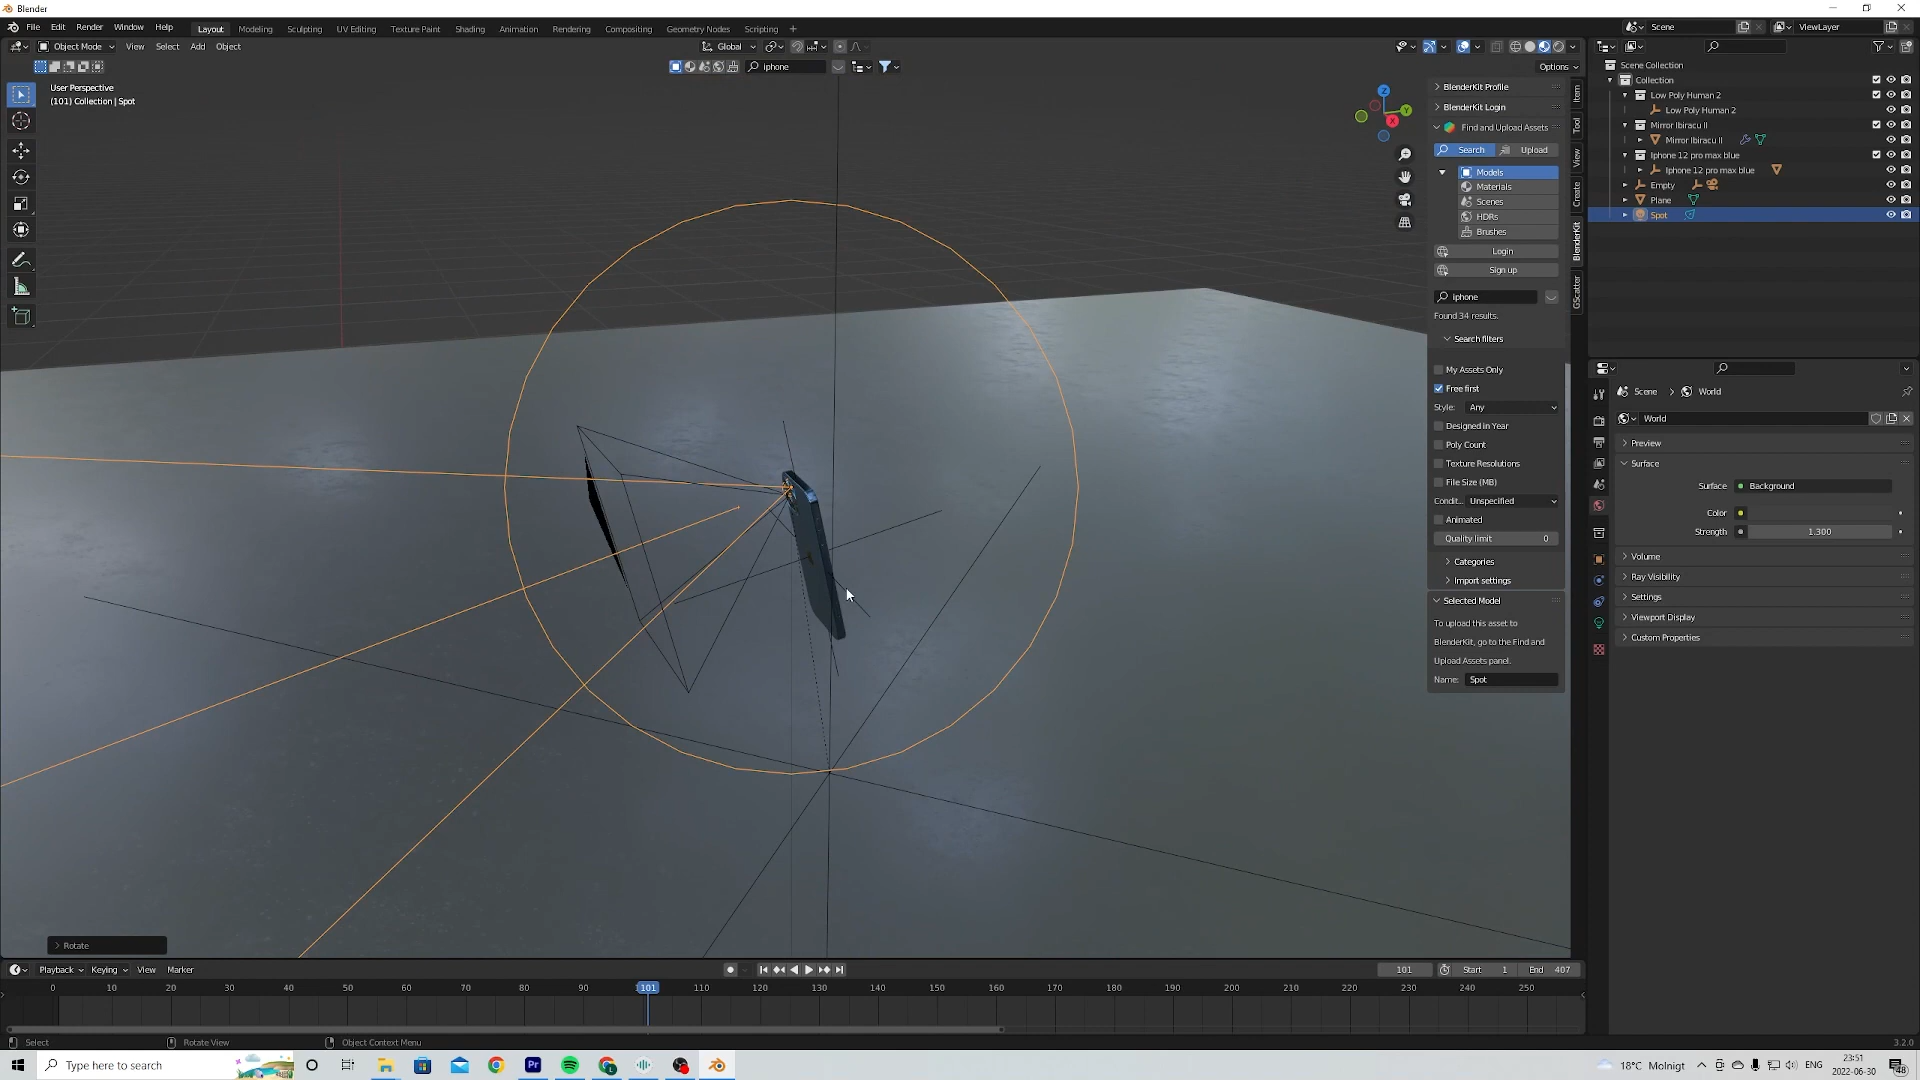 Blender
File Edit Render Window Help Layout Modeling Sculpting UV Editing Texture Paint Shading Animation Rendering Compositing Geometry Nodes Scripting +
Scene ViewLayer
Object Mode View Select Add Object Global
iphone Options
User Perspective
(101) Collection | Spot
Z Y X
BlenderKit Profile
BlenderKit Login
Find and Upload Assets
Search Upload
Models
Materials
Scenes
HDRs
Brushes
Login
Sign up
iphone
Found 34 results.
Search filters
My Assets Only
Free first
Style: Any
Designed in Year
Poly Count
Texture Resolutions
File Size (MB)
Condit... Unspecified
Animated
Quality limit 0
Categories
Import settings
Selected Model
To upload this asset to
BlenderKit, go to the Find and
Upload Assets panel.
Name: Spot
Item
Tool
View
Create
BlenderKit
GScatter
Scene Collection
Collection
Low Poly Human 2
Low Poly Human 2
Mirror Ibiracu II
Mirror Ibiracu II
Iphone 12 pro max blue
Iphone 12 pro max blue
Empty
Plane
Spot
Scene > World
World
Preview
Surface
Surface Background
Color
Strength 1.300
Volume
Ray Visibility
Settings
Viewport Display
Custom Properties
Rotate
Playback Keying View Marker 101 Start 1 End 407
0 10 20 30 40 50 60 70 80 90 101 110 120 130 140 150 160 170 180 190 200 210 220 230 240 250
Select Rotate View Object Context Menu 3.2.0
Type here to search 18°C Molnigt ENG 23:51
2022-06-30 48